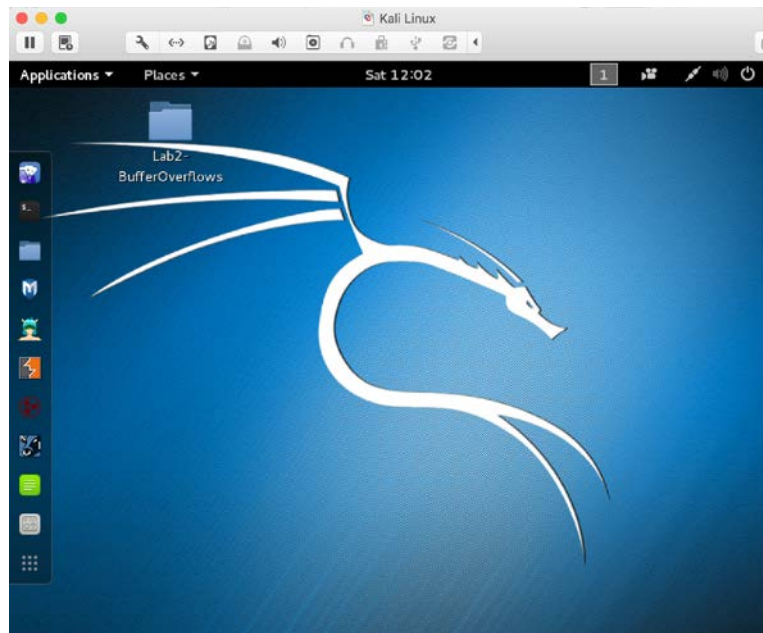 Kali Linux
Applications Places Sat 12:02 1
Lab2-
BufferOverflows